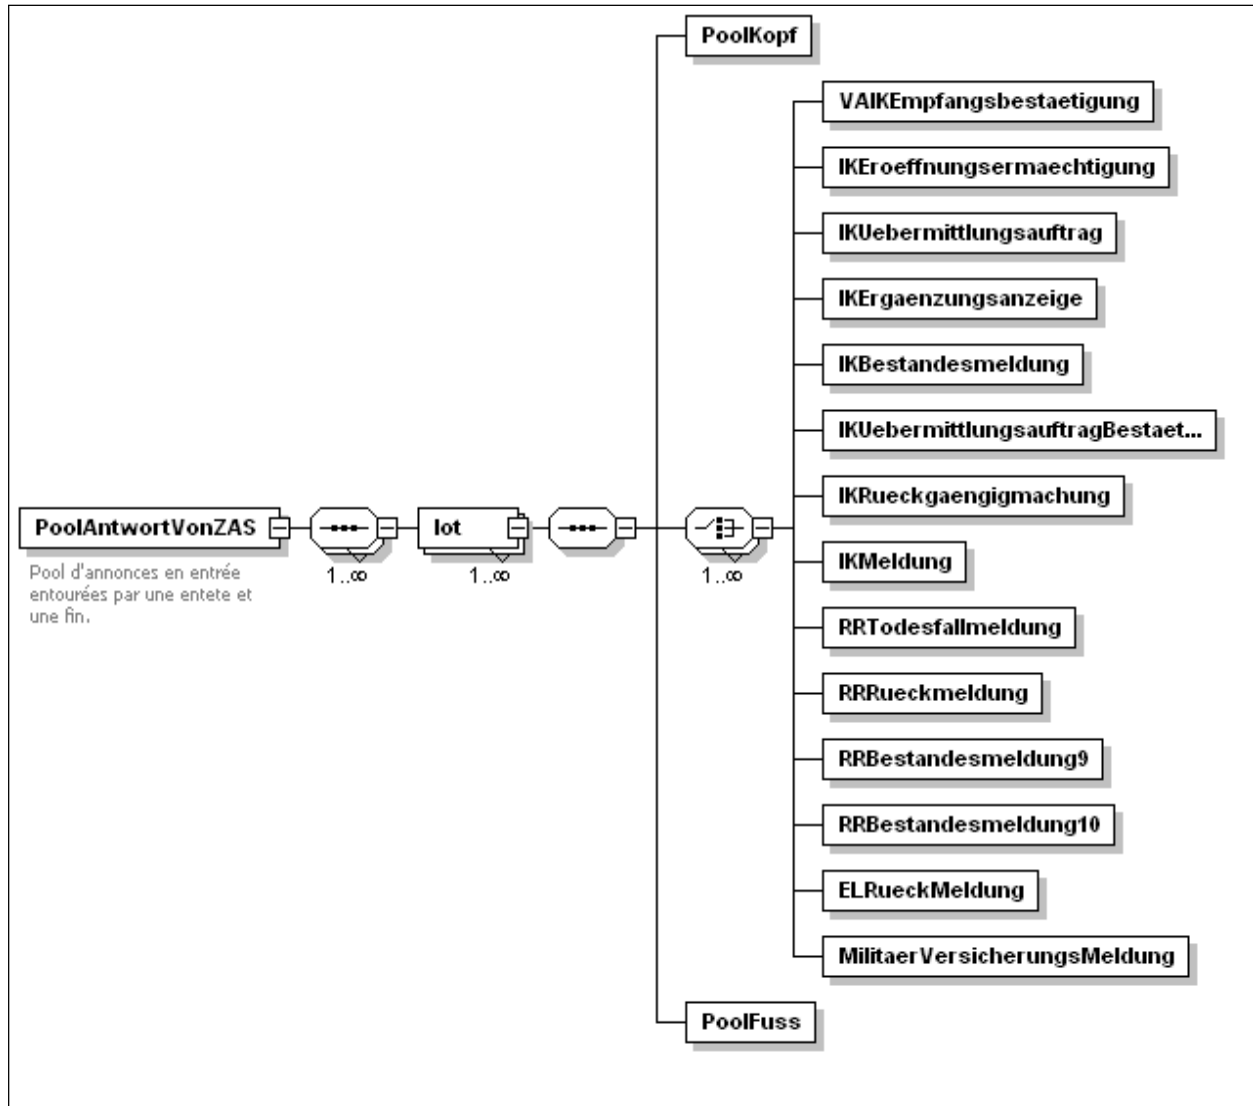 PoolKopf
VAIKEmpfangsbestaetigung
IKEroeffnungsermaechtigung
IKUebermittlungsauftrag
IKErgaenzungsanzeige
IKBestandesmeldung
IKUebermittlungsauftragBestaet...
IKRueckgaengigmachung
PoolAntwortVonZAS
lot
Pool d'annonces en entrée
entourées par une entete et
une fin.
1..∞
1..∞
1..∞
IKMeldung
RRTodesfallmeldung
RRRueckmeldung
RRBestandesmeldung9
RRBestandesmeldung10
ELRueckMeldung
MilitaerVersicherungsMeldung
PoolFuss